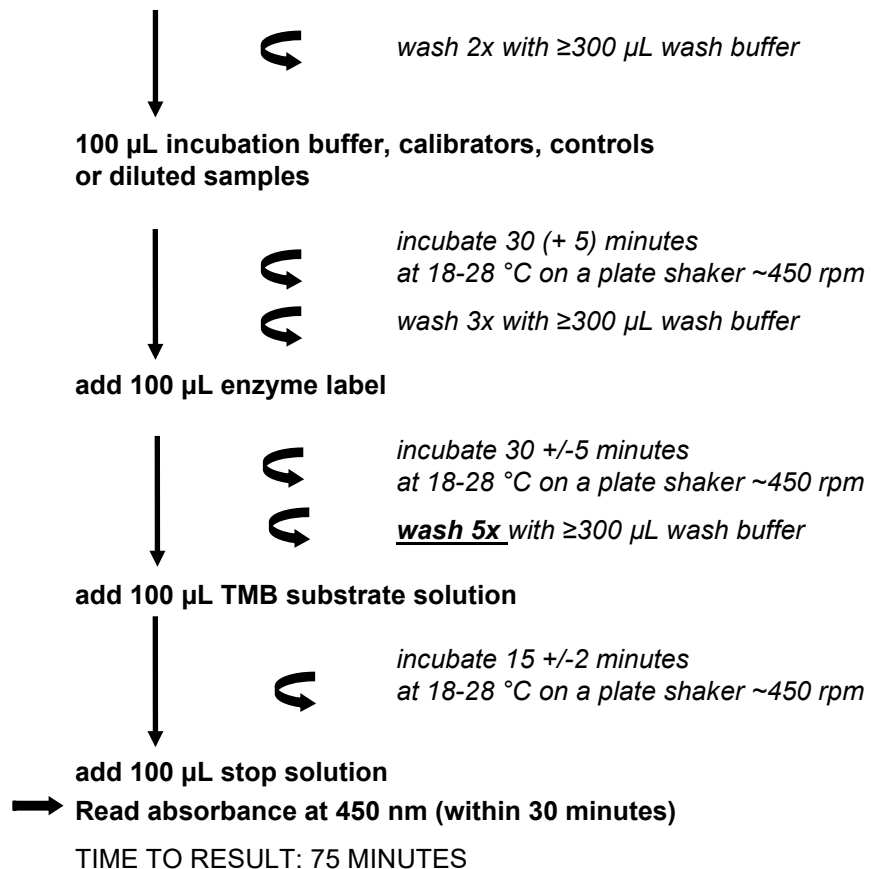 wash 2x with ≥300 µL wash buffer
100 µL incubation buffer, calibrators, controls
or diluted samples
incubate 30 (+ 5) minutes
at 18-28 °C on a plate shaker ~450 rpm
wash 3x with ≥300 µL wash buffer
add 100 µL enzyme label
incubate 30 +/-5 minutes
at 18-28 °C on a plate shaker ~450 rpm
wash 5x with ≥300 µL wash buffer
add 100 µL TMB substrate solution
incubate 15 +/-2 minutes
at 18-28 °C on a plate shaker ~450 rpm
add 100 µL stop solution
Read absorbance at 450 nm (within 30 minutes)
TIME TO RESULT: 75 MINUTES